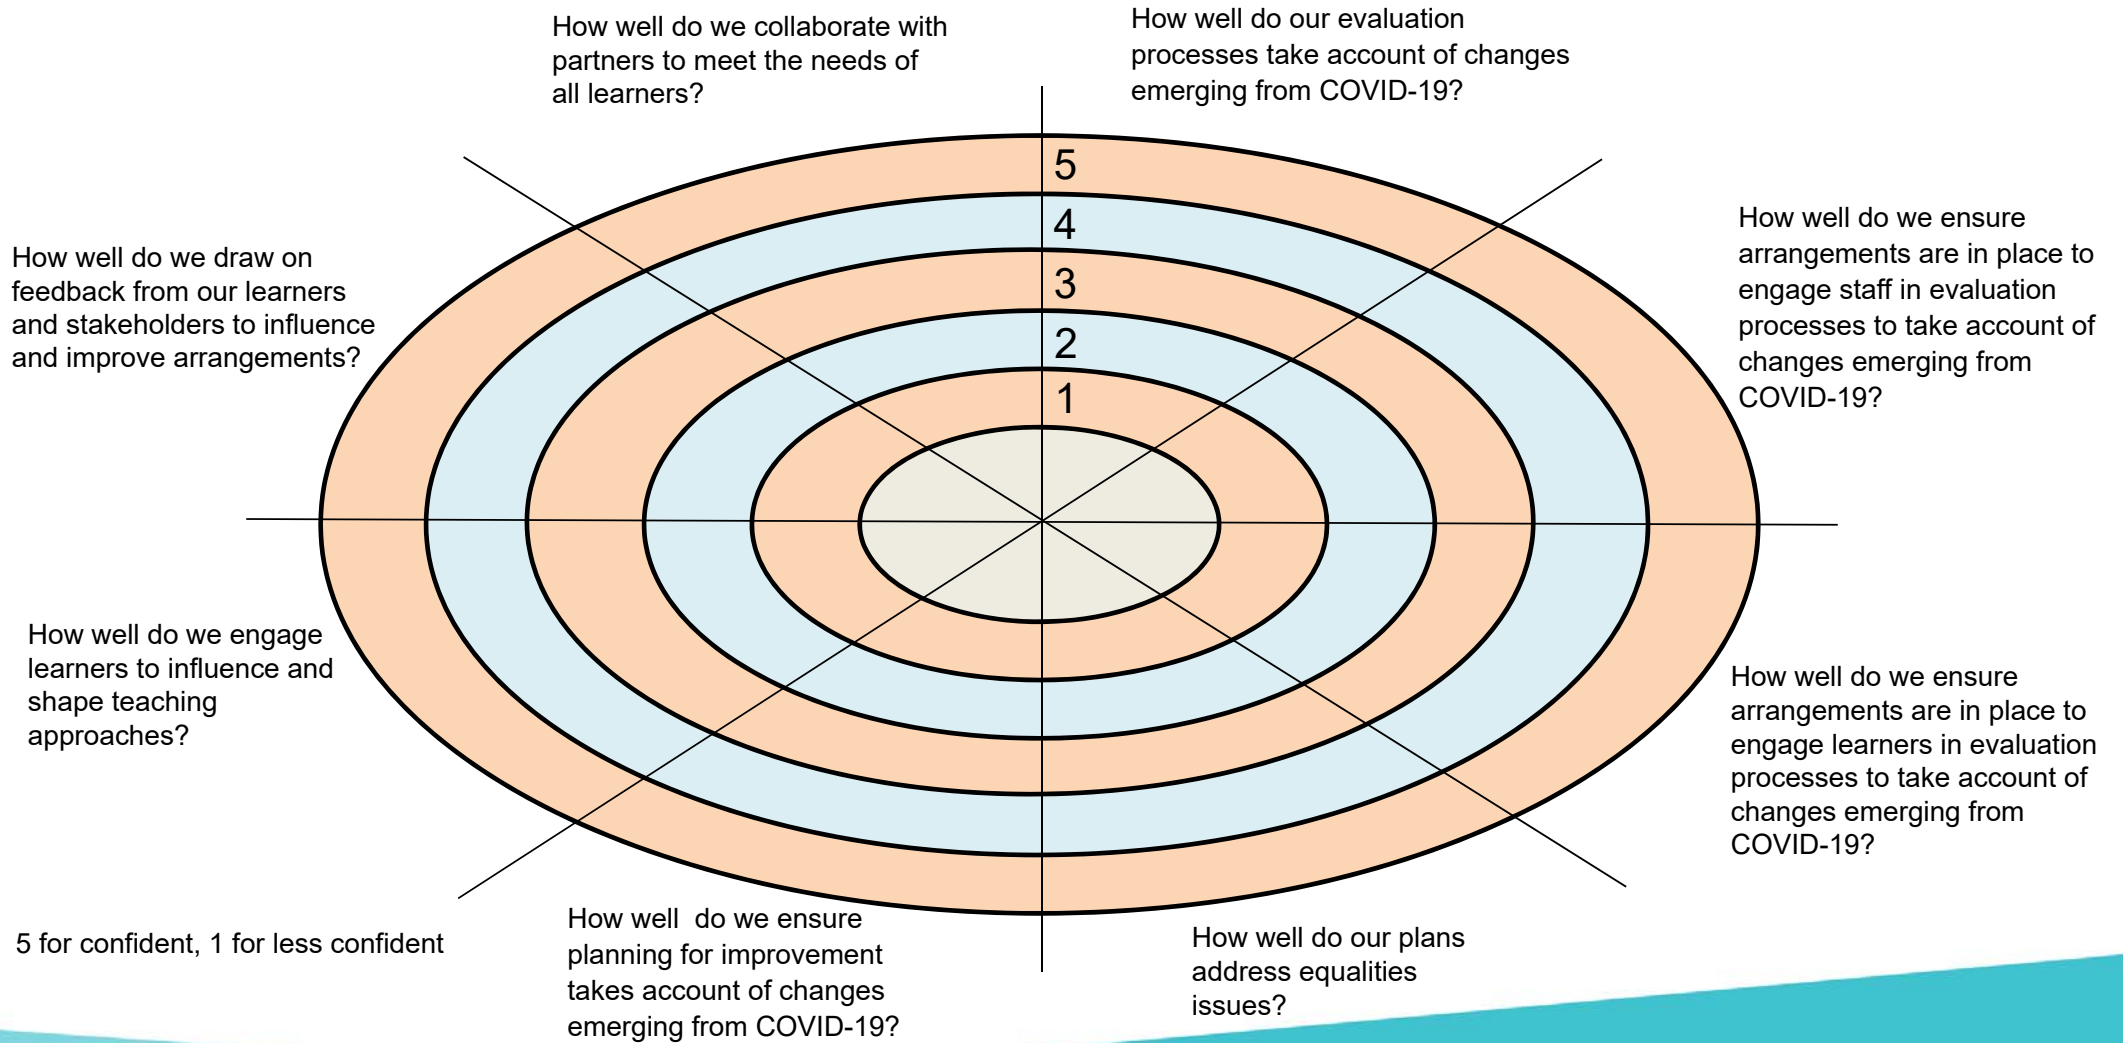 How well do we collaborate with
partners to meet the needs of
all learners?
How well do our evaluation
processes take account of changes
emerging from COVID-19?
5
4
3
2
1
How well do we draw on
feedback from our learners
and stakeholders to influence
and improve arrangements?
How well do we ensure
arrangements are in place to
engage staff in evaluation
processes to take account of
changes emerging from
COVID-19?
How well do we engage
learners to influence and
shape teaching
approaches?
How well do we ensure
arrangements are in place to
engage learners in evaluation
processes to take account of
changes emerging from
COVID-19?
5 for confident, 1 for less confident
How well  do we ensure
planning for improvement
takes account of changes
emerging from COVID-19?
How well do our plans
address equalities
issues?